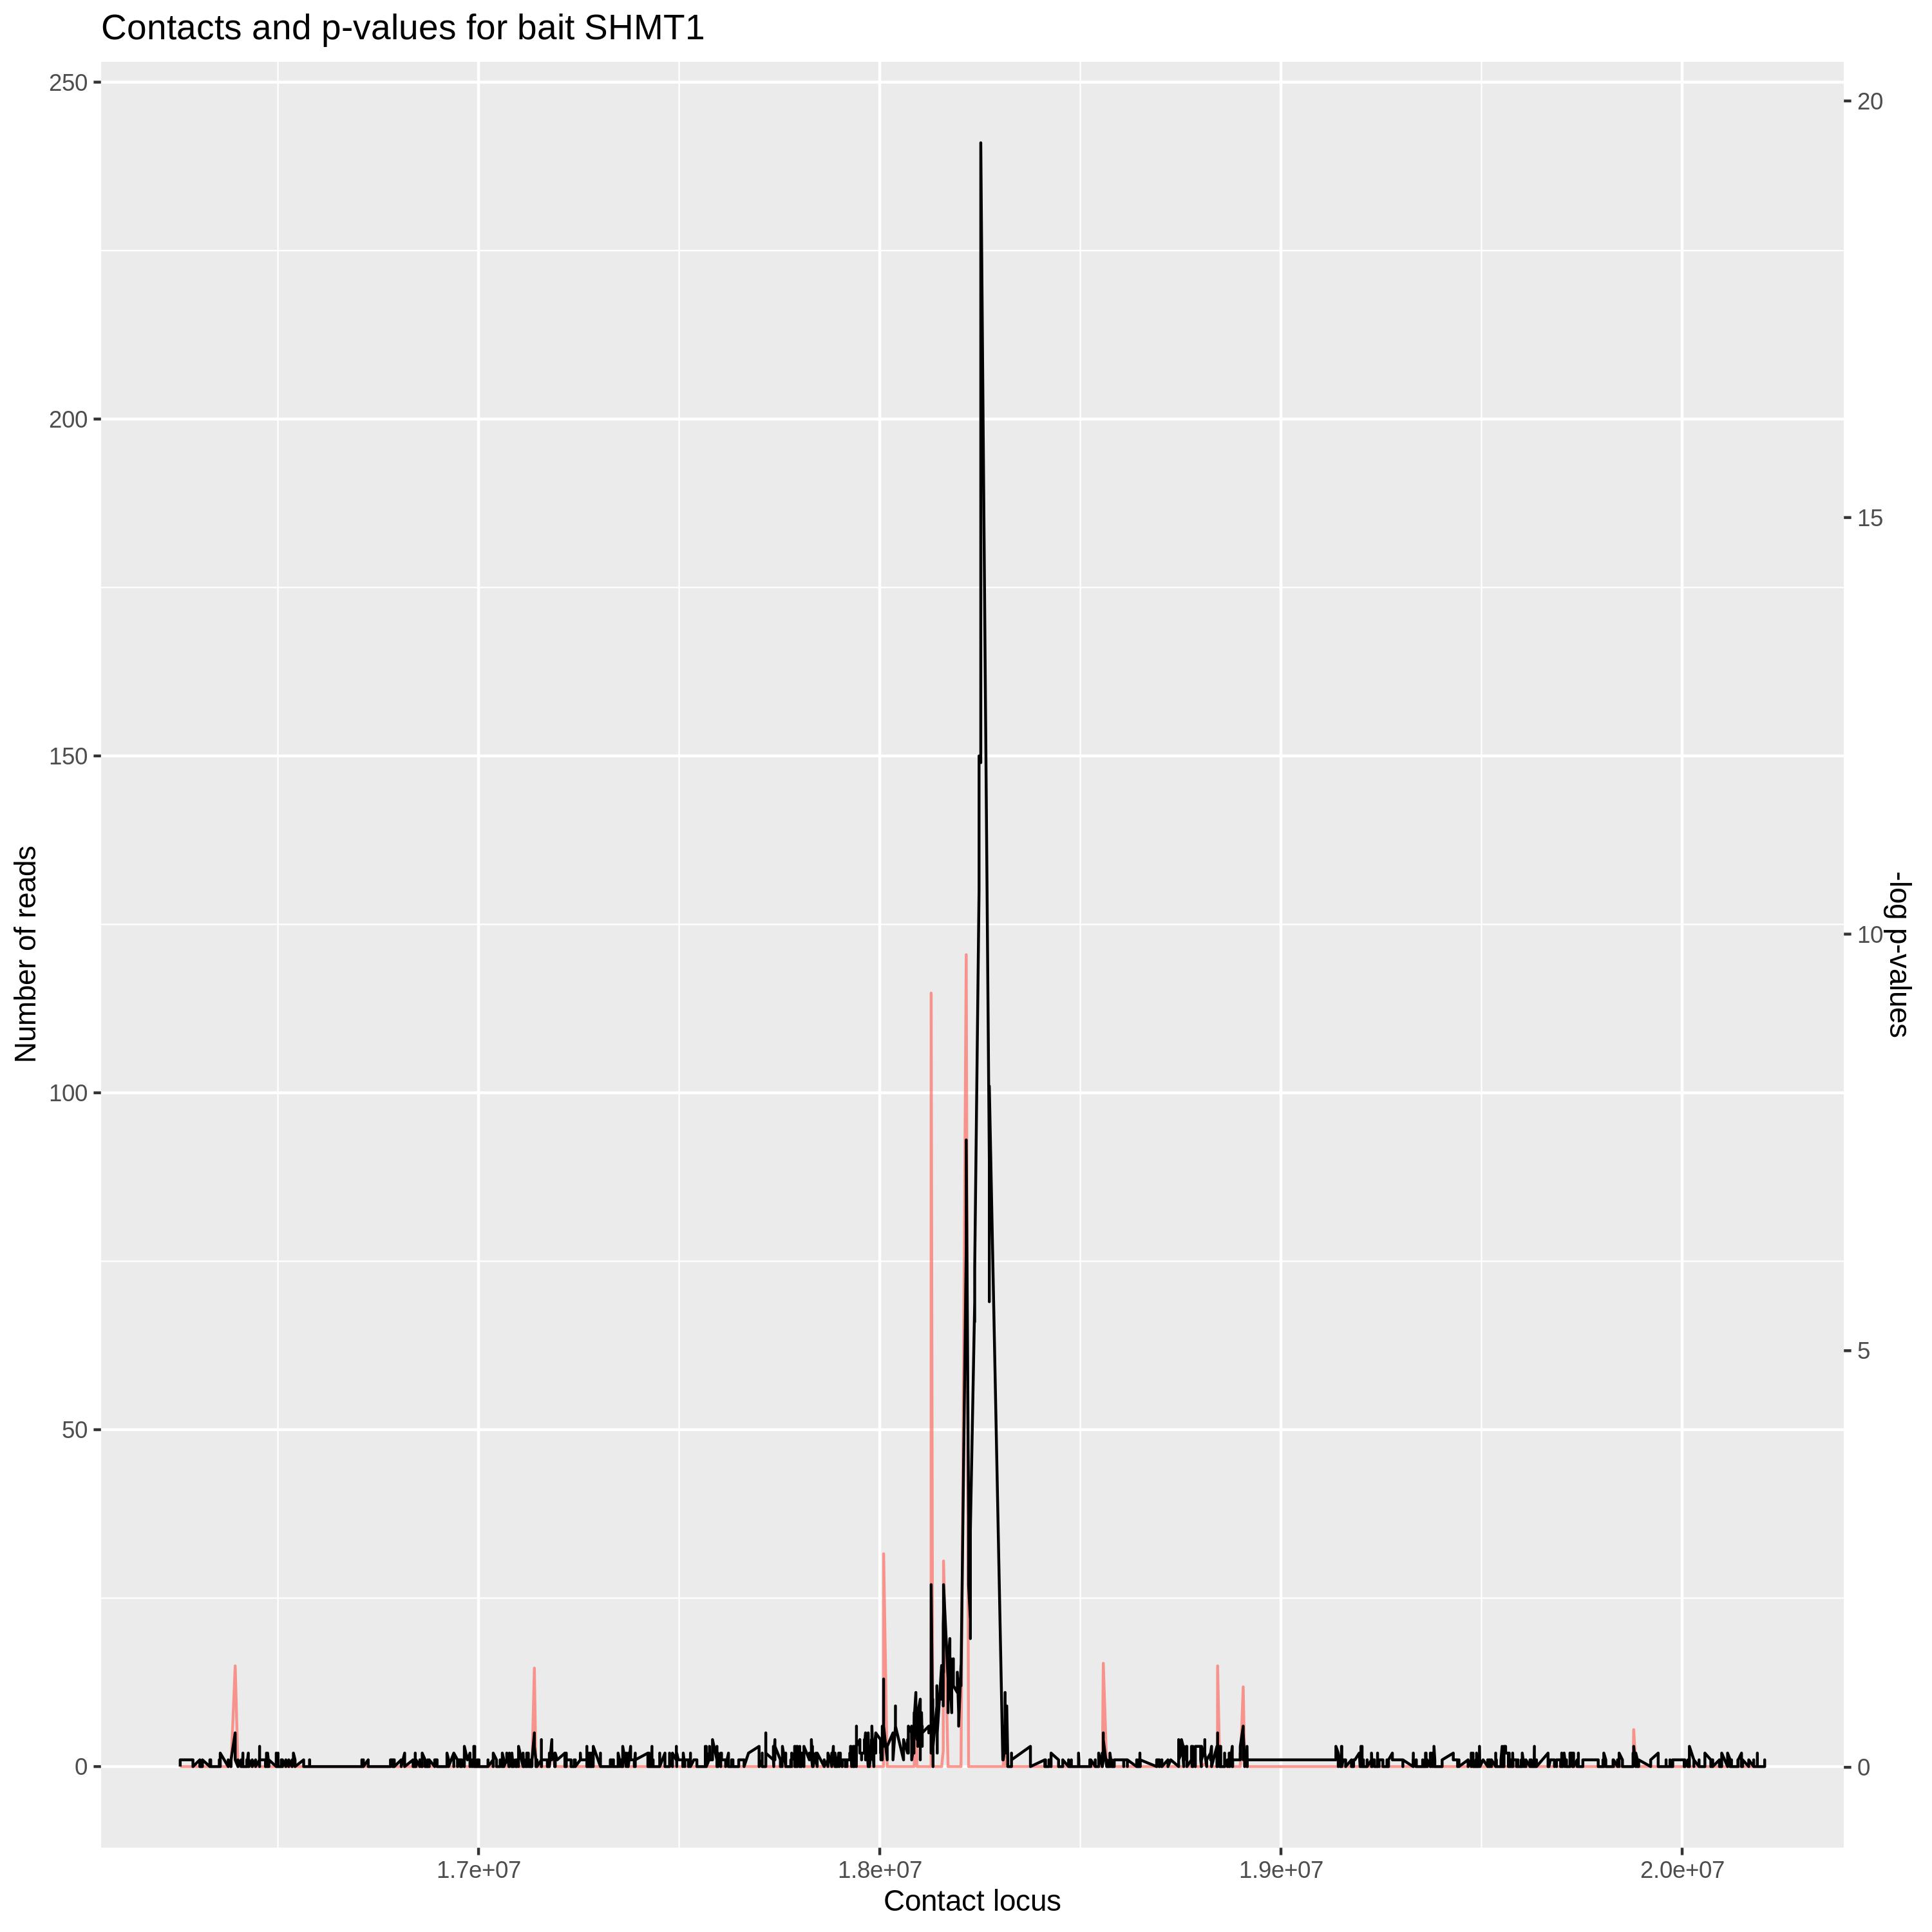 Contacts and p-values for bait SHMT1
250
200
150
100
50
0
Number of reads
20
15
10
5
0
-log p-values
1.7e+07
1.8e+07
1.9e+07
2.0e+07
Contact locus